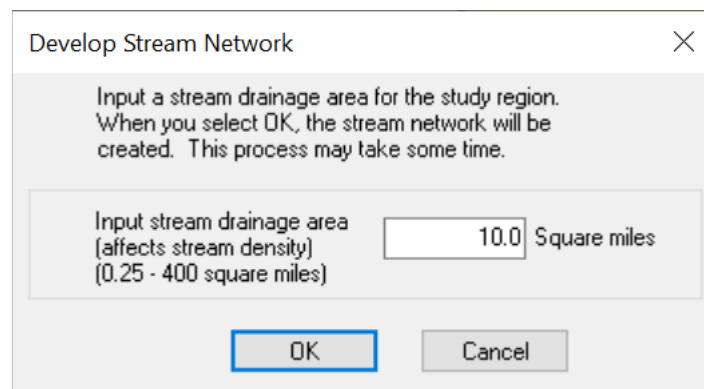 Develop Stream Network
Input a stream drainage area for the study region.
When you select OK, the stream network will be
created.  This process may take some time.
Input stream drainage area
(affects stream density)
(0.25 - 400 square miles)
10.0 Square miles
OK Cancel